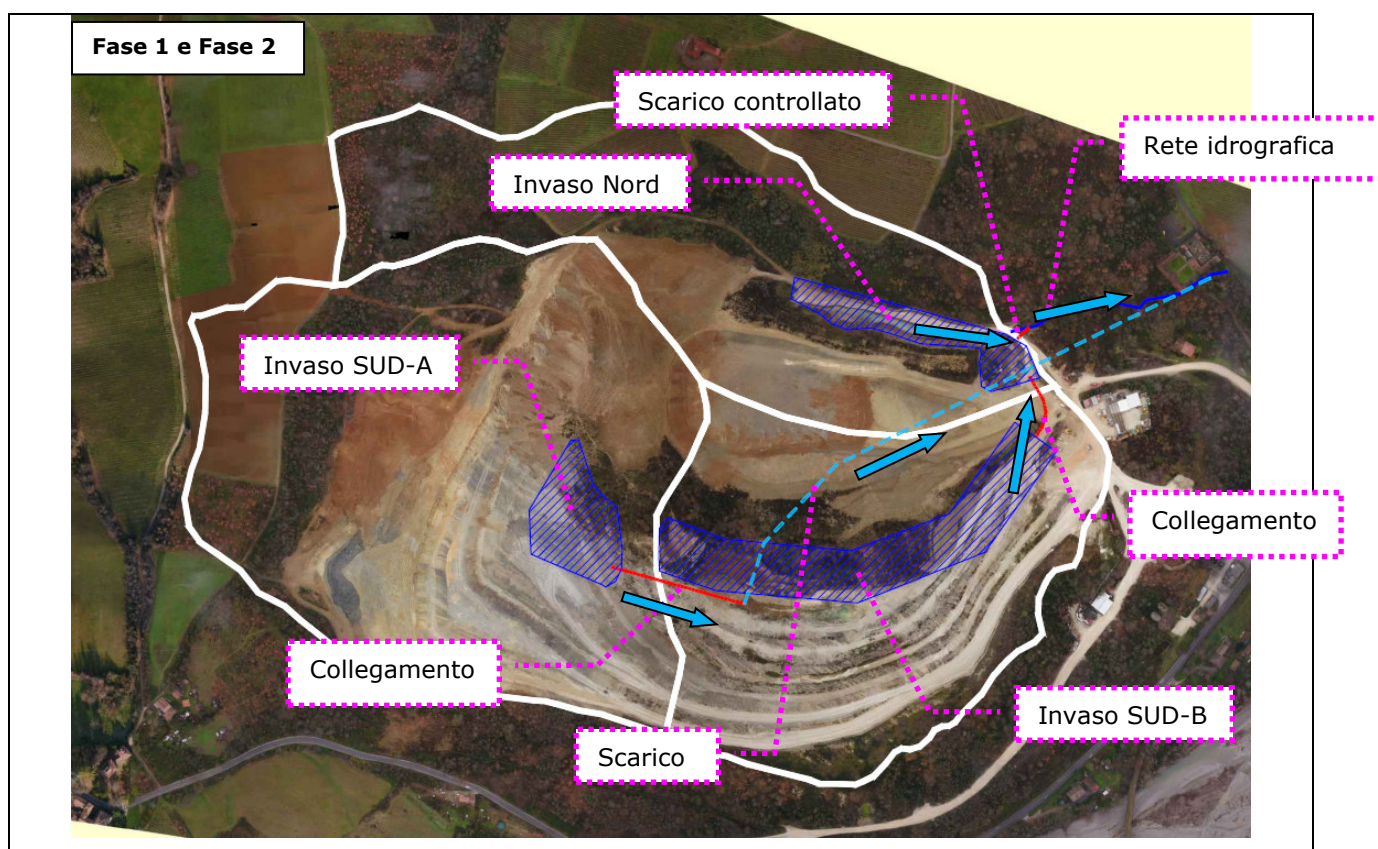 Fase 1 e Fase 2
Scarico controllato
Rete idrografica
Invaso Nord
Invaso SUD-A
Collegamento
Collegamento
Invaso SUD-B
Scarico